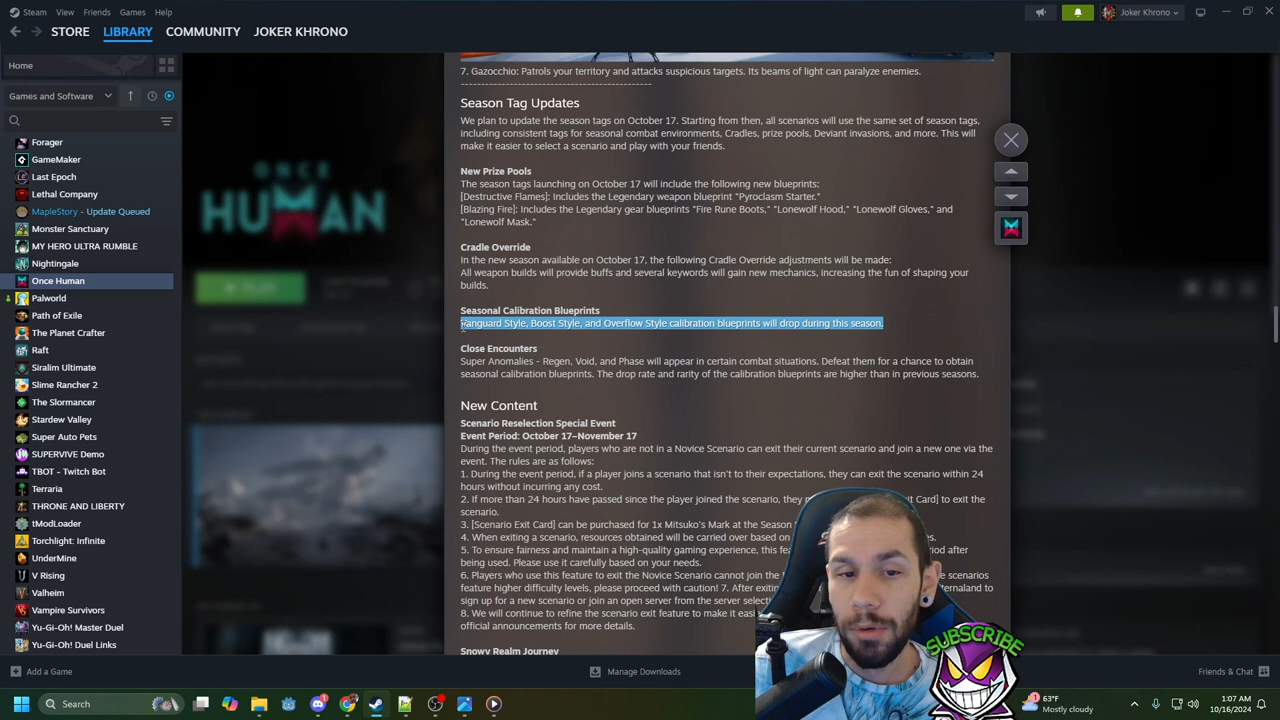 Steam View Friends Games Help
Joker Khrono
STORE LIBRARY COMMUNITY JOKER KHRONO
Home
Games and Software
Forager
GameMaker
Last Epoch
Lethal Company
MapleStory - Update Queued
Monster Sanctuary
MY HERO ULTRA RUMBLE
Nightingale
Once Human
Palworld
Path of Exile
The Planet Crafter
Raft
Siralim Ultimate
Slime Rancher 2
The Slormancer
Stardew Valley
Super Auto Pets
SUPERVIVE Demo
TBOT - Twitch Bot
Terraria
THRONE AND LIBERTY
tModLoader
Torchlight: Infinite
UnderMine
V Rising
Valheim
Vampire Survivors
Yu-Gi-Oh! Master Duel
Yu-Gi-Oh! Duel Links
Add a Game
ONCE
HUMAN
7. Gazocchio: Patrols your territory and attacks suspicious targets. Its beams of light can paralyze enemies.
----------------------------------------------
Season Tag Updates
We plan to update the season tags on October 17. Starting from then, all scenarios will use the same set of season tags,
including consistent tags for seasonal combat environments, Cradles, prize pools, Deviant invasions, and more. This will
make it easier to select a scenario and play with your friends.
New Prize Pools
The season tags launching on October 17 will include the following new blueprints:
[Destructive Flames]: Includes the Legendary weapon blueprint "Pyroclasm Starter."
[Blazing Fire]: Includes the Legendary gear blueprints "Fire Rune Boots," "Lonewolf Hood," "Lonewolf Gloves," and
"Lonewolf Mask."
Cradle Override
In the new season available on October 17, the following Cradle Override adjustments will be made:
All weapon builds will provide buffs and several keywords will gain new mechanics, increasing the fun of shaping your
builds.
Seasonal Calibration Blueprints
Vanguard Style, Boost Style, and Overflow Style calibration blueprints will drop during this season.
Close Encounters
Super Anomalies - Regen, Void, and Phase will appear in certain combat situations. Defeat them for a chance to obtain
seasonal calibration blueprints. The drop rate and rarity of the calibration blueprints are higher than in previous seasons.
New Content
Scenario Reselection Special Event
Event Period: October 17–November 17
During the event period, players who are not in a Novice Scenario can exit their current scenario and join a new one via the
event. The rules are as follows:
1. During the event period, if a player joins a scenario that isn't to their expectations, they can exit the scenario within 24
hours without incurring any cost.
2. If more than 24 hours have passed since the player joined the scenario, they Exit Card] to exit the
scenario.
3. [Scenario Exit Card] can be purchased for 1x Mitsuko's Mark at the Season
4. When exiting a scenario, resources obtained will be carried over based on
5. To ensure fairness and maintain a high-quality gaming experience, this after
being used. Please use it carefully based on your needs.
6. Players who use this feature to exit the Novice Scenario cannot join the scenarios
feature higher difficulty levels, please proceed with caution! 7. After to
sign up for a new scenario or join an open server from the server
8. We will continue to refine the scenario exit feature to make it
official announcements for more details.
Snowy Realm Journey
SUBSCRIBE
Manage Downloads
Friends & Chat
Search
1
63°F
Mostly cloudy
1:07 AM
10/16/2024